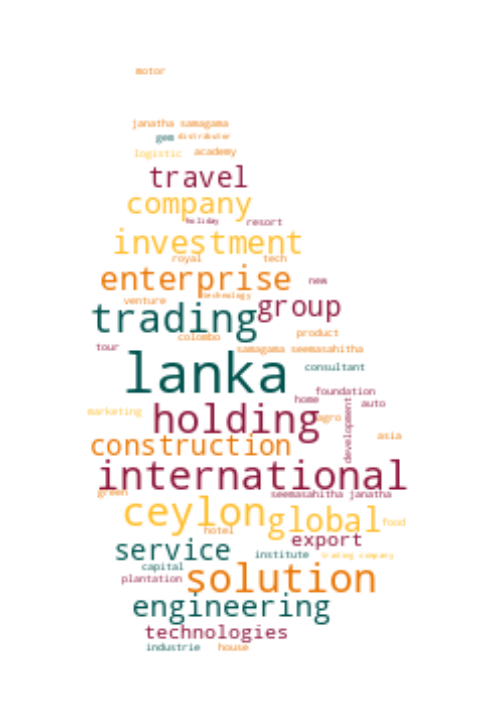 motor
janatha samagama
gem distributor
logistic academy
travel
company
holiday resort
investment
royal tech
enterprise new
venture technology
trading group
colombo product
tour samagama seemasahitha
lanka consultant
foundation
home auto
marketing holding agro
development
construction asia
international
green seemasahitha janatha
ceylon global food
hotel export
service institute trading company
capital
plantation solution
engineering
technologies
industrie house